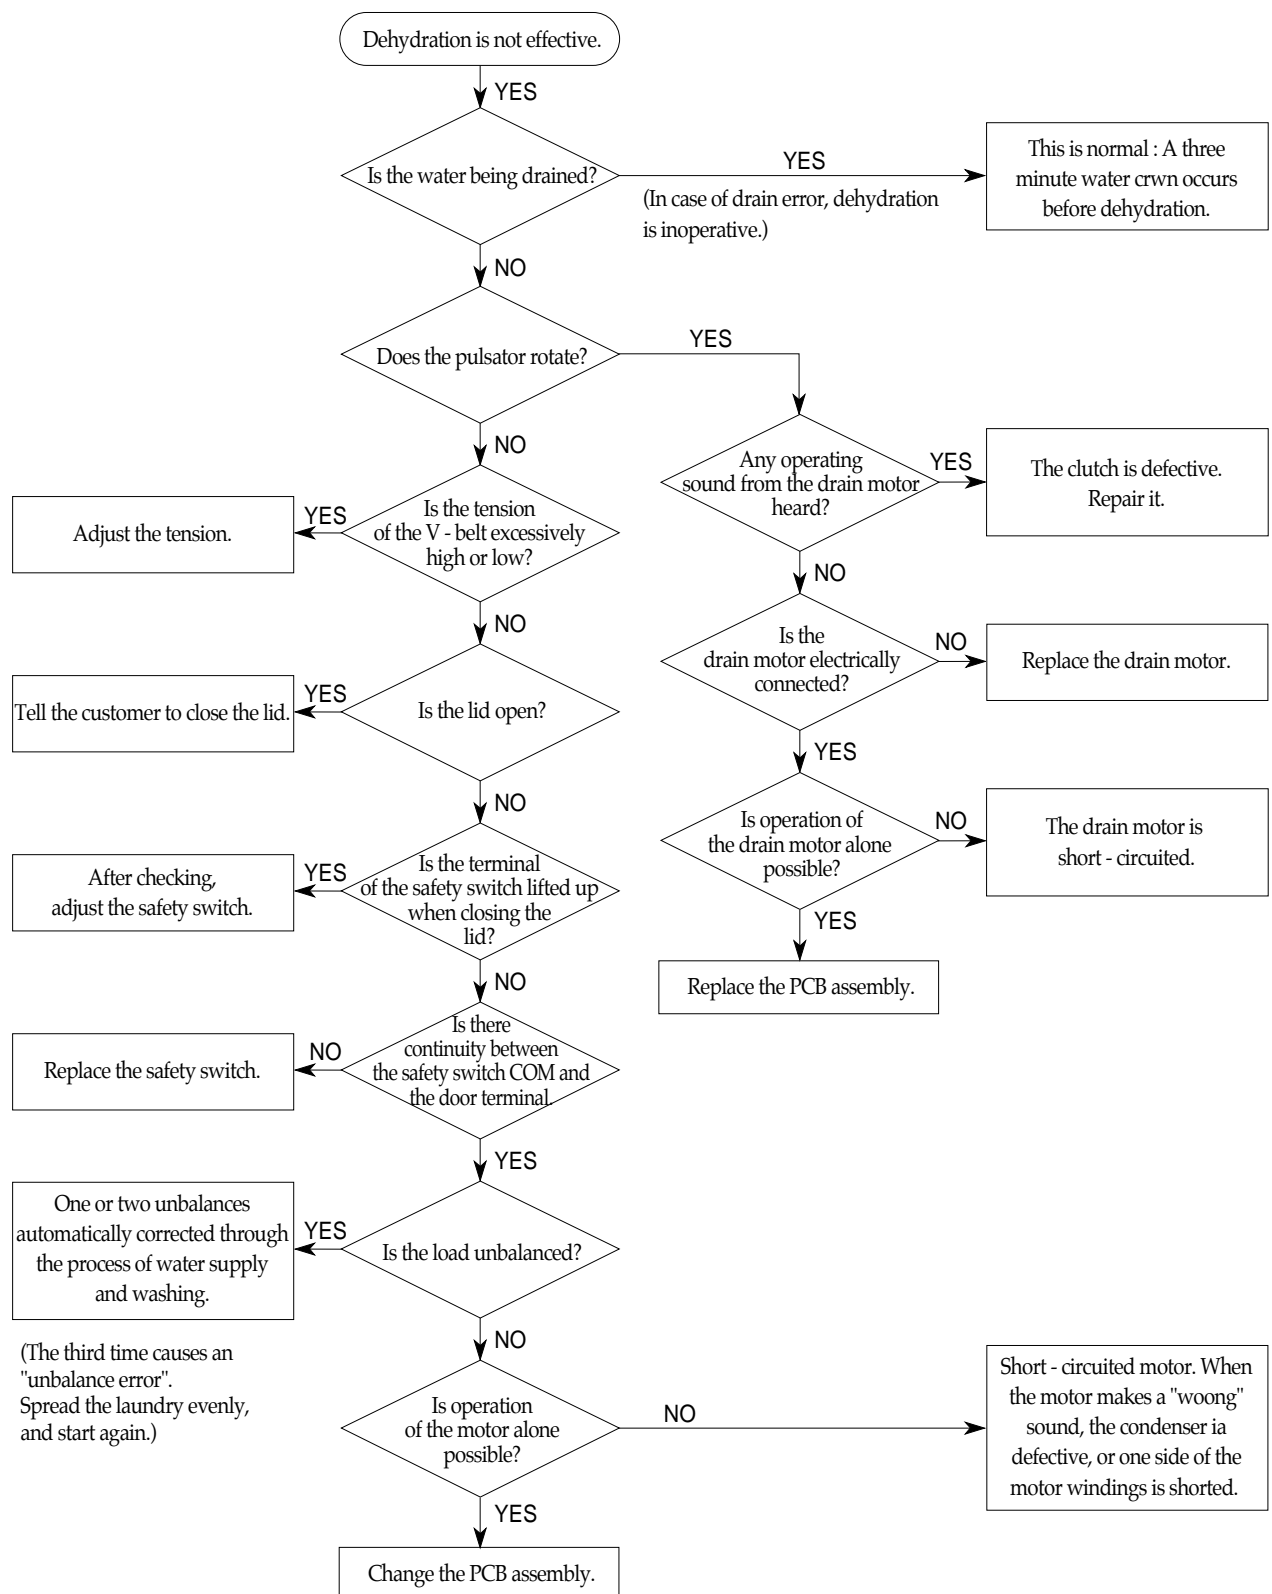 Dehydration is not effective.
YES
Is the water being drained?
YES
(In case of drain error, dehydration
is inoperative.)
This is normal : A three
minute water crwn occurs
before dehydration.
NO
Does the pulsator rotate?
YES
NO
Any operating
sound from the drain motor
heard?
YES
The clutch is defective.
Repair it.
Is the tension
of the V - belt excessively
high or low?
YES
Adjust the tension.
NO
NO
Is the
drain motor electrically
connected?
NO
Replace the drain motor.
Is the lid open?
YES
Tell the customer to close the lid.
YES
NO
Is operation of
the drain motor alone
possible?
NO
The drain motor is
short - circuited.
Is the terminal
of the safety switch lifted up
when closing the
lid?
YES
After checking,
adjust the safety switch.
YES
Replace the PCB assembly.
NO
Is there
continuity between
the safety switch COM and
the door terminal.
NO
Replace the safety switch.
YES
Is the load unbalanced?
YES
One or two unbalances
automatically corrected through
the process of water supply
and washing.
(The third time causes an
"unbalance error".
Spread the laundry evenly,
and start again.)
NO
Is operation
of the motor alone
possible?
NO
Short - circuited motor. When
the motor makes a "woong"
sound, the condenser ia
defective, or one side of the
motor windings is shorted.
YES
Change the PCB assembly.